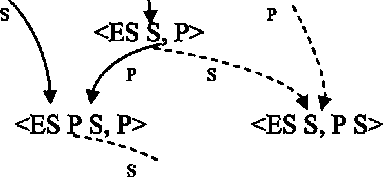 S
P
<ES S, P>
P
S
<ES P S, P>
<ES S, P S>
S